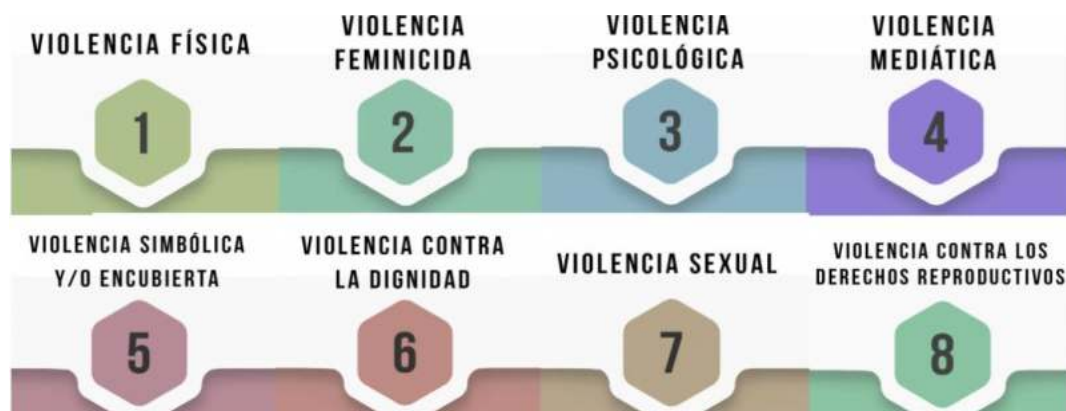 VIOLENCIA FÍSICA
1
VIOLENCIA
FEMINICIDA
2
VIOLENCIA
PSICOLÓGICA
3
VIOLENCIA
MEDIÁTICA
4
VIOLENCIA SIMBÓLICA
Y/O ENCUBIERTA
5
VIOLENCIA CONTRA
LA DIGNIDAD
6
VIOLENCIA SEXUAL
7
VIOLENCIA CONTRA LOS
DERECHOS REPRODUCTIVOS
8